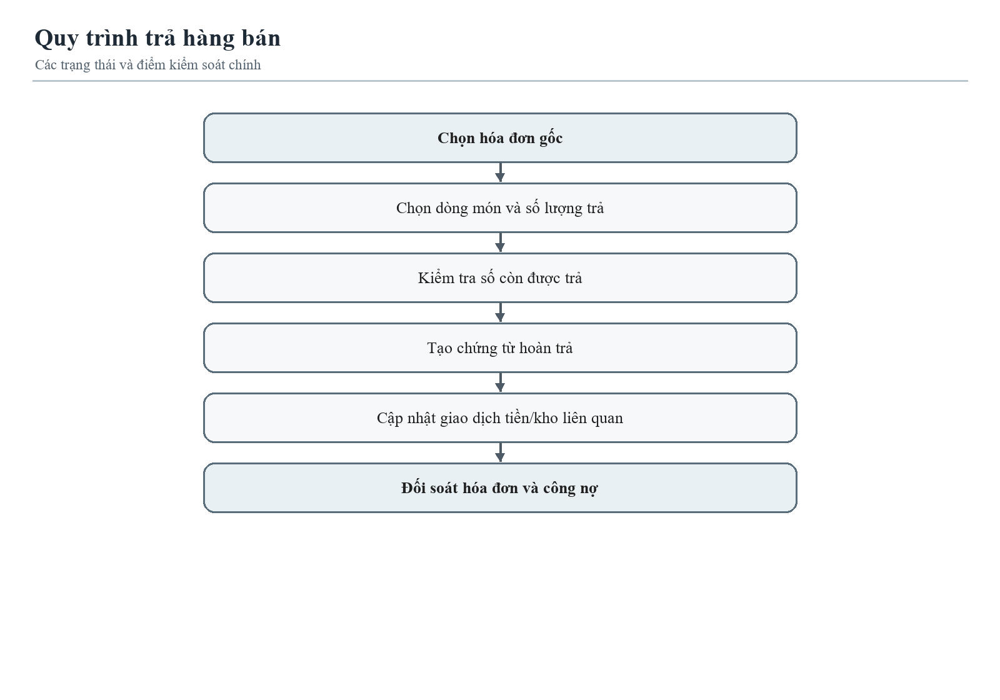 Quy trình trả hàng bán
Các trạng thái và điểm kiểm soát chính
Chọn hóa đơn gốc
Chọn dòng món và số lượng trả
Kiểm tra số còn được trả
Tạo chứng từ hoàn trả
Cập nhật giao dịch tiền/kho liên quan
Đối soát hóa đơn và công nợ